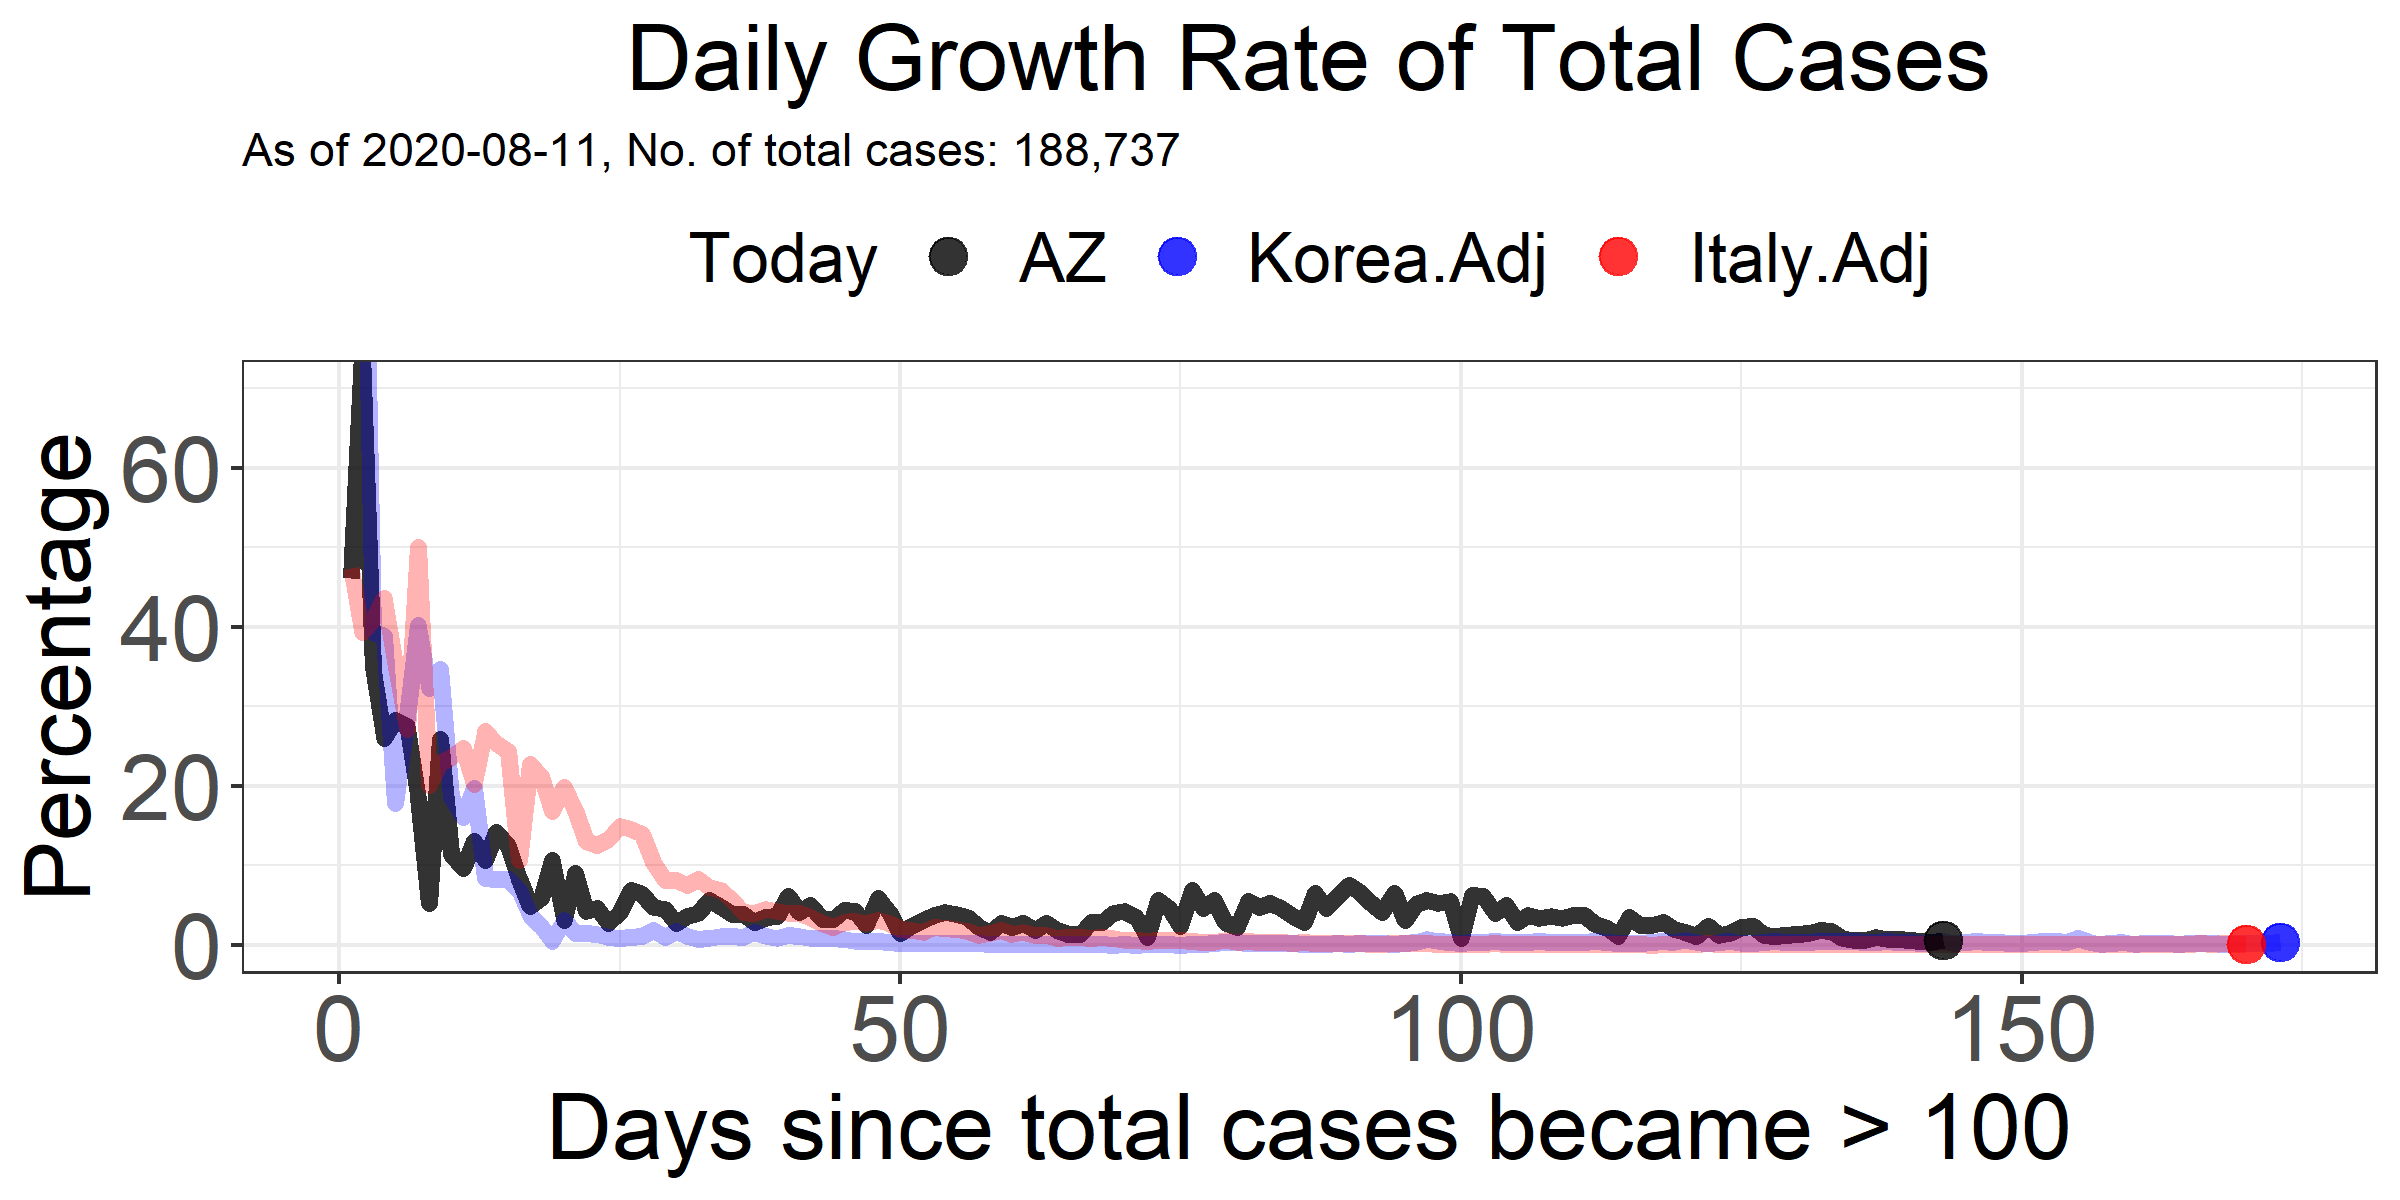 Daily Growth Rate of Total Cases
As of 2020-08-11, No. of total cases: 188,737
Today AZ Korea.Adj Italy.Adj
Percentage
60
40
20
0
0 50 100 150
Days since total cases became > 100